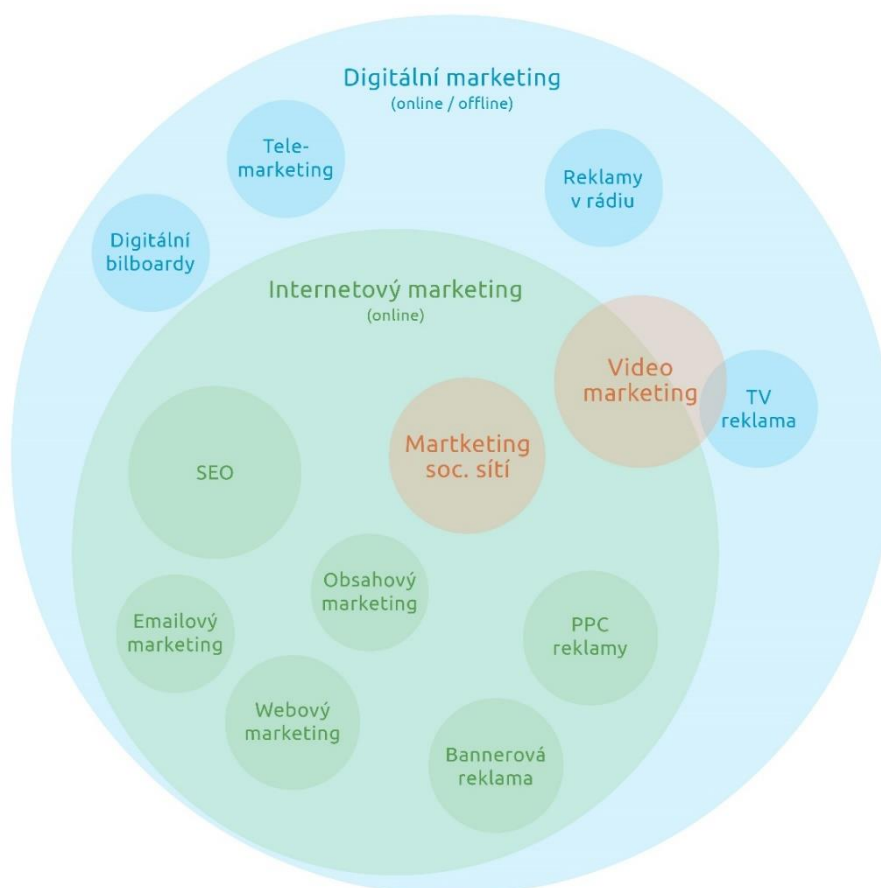 Digitální marketing
(online / offline)
Tele-
marketing
Reklamy
v rádiu
Digitální
bilboardy
Internetový marketing
(online)
Video
marketing
TV
reklama
Martketing
soc. sítí
SEO
Obsahový
marketing
Emailový
marketing
PPC
reklamy
Webový
marketing
Bannerová
reklama